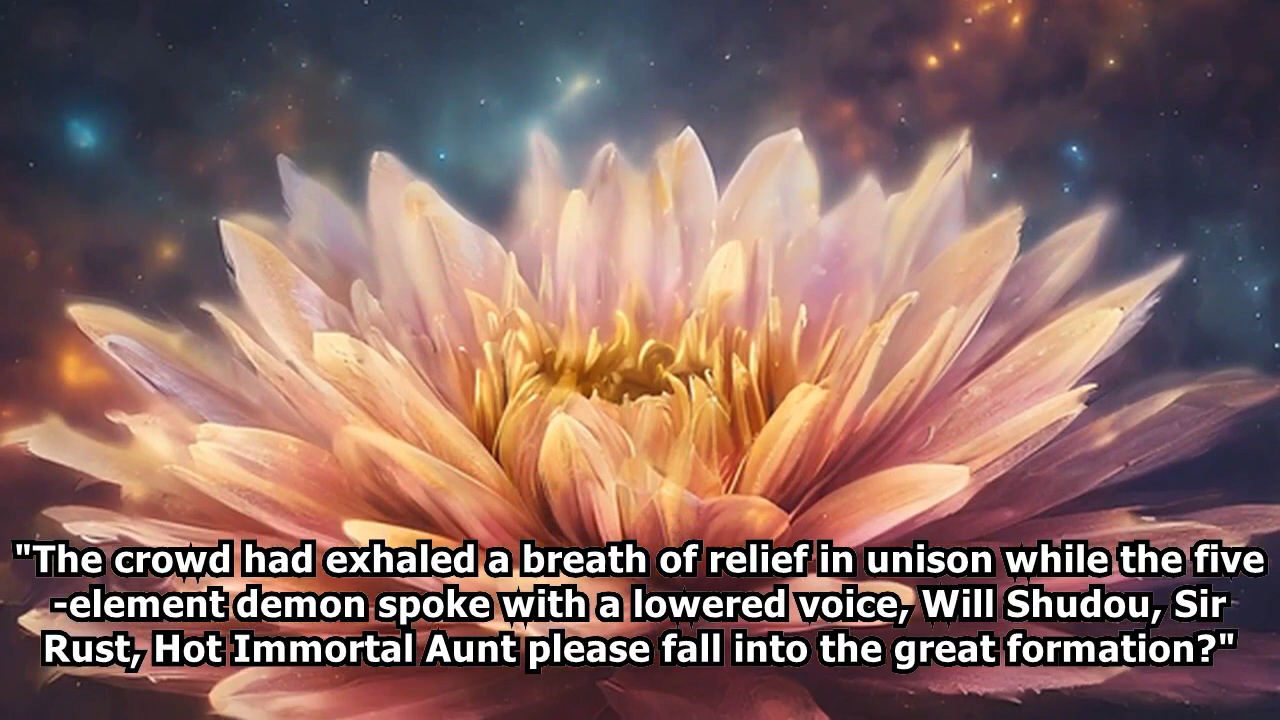 "The crowd had exhaled a breath of relief in unison while the five
-element demon spoke with a lowered voice, Will Shudou, Sir
Rust, Hot Immortal Aunt please fall into the great formation?"